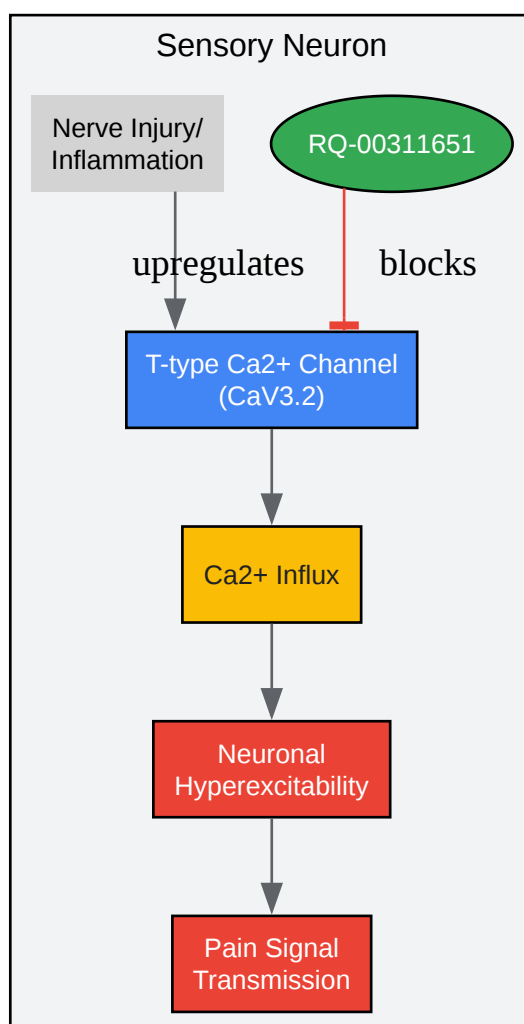 Sensory Neuron
Nerve Injury/
Inflammation
RQ-00311651
upregulates
blocks
T-type Ca2+ Channel
(CaV3.2)
Ca2+ Influx
Neuronal
Hyperexcitability
Pain Signal
Transmission